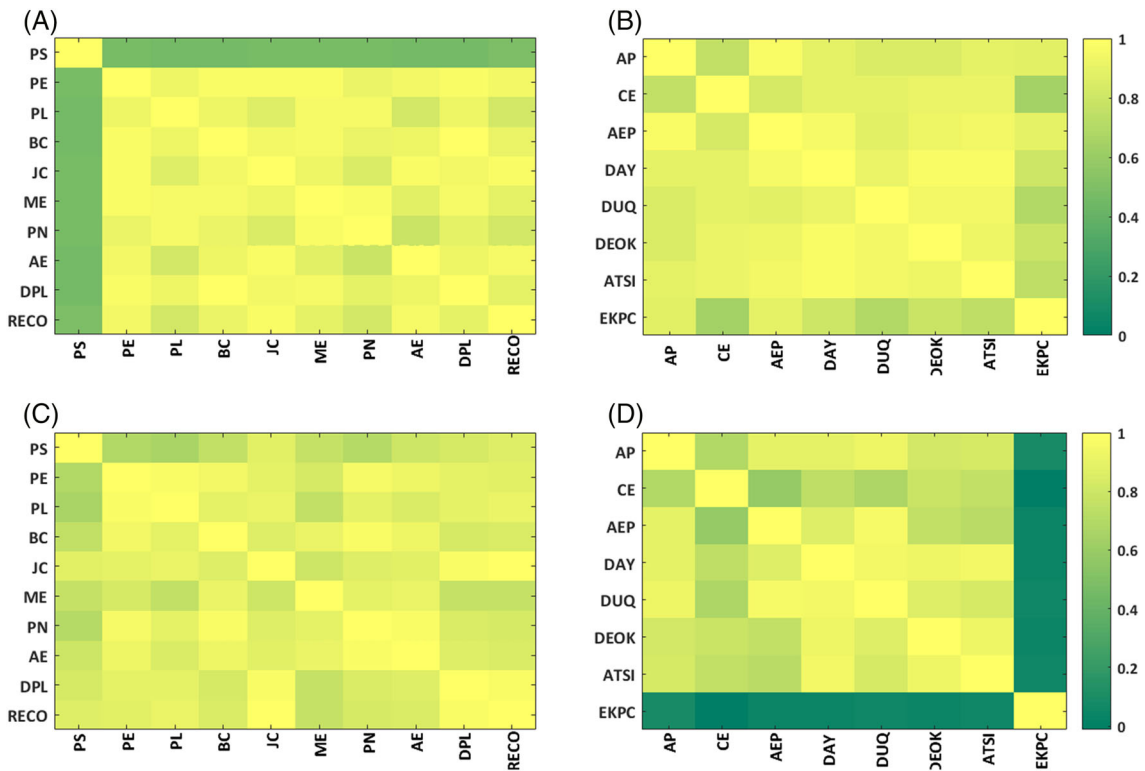 (A)
PS
PE
PL
BC
JC
ME
PN
AE
DPL
RECO
PS PE PL BC JC ME PN AE DPL RECO
(B)
AP
CE
AEP
DAY
DUQ
DEOK
ATSI
EKPC
AP CE AEP DAY DUQ DEOK ATSI EKPC
1
0.8
0.6
0.4
0.2
0
(C)
PS
PE
PL
BC
JC
ME
PN
AE
DPL
RECO
PS PE PL BC JC ME PN AE DPL RECO
(D)
AP
CE
AEP
DAY
DUQ
DEOK
ATSI
EKPC
AP CE AEP DAY DUQ DEOK ATSI EKPC
1
0.8
0.6
0.4
0.2
0